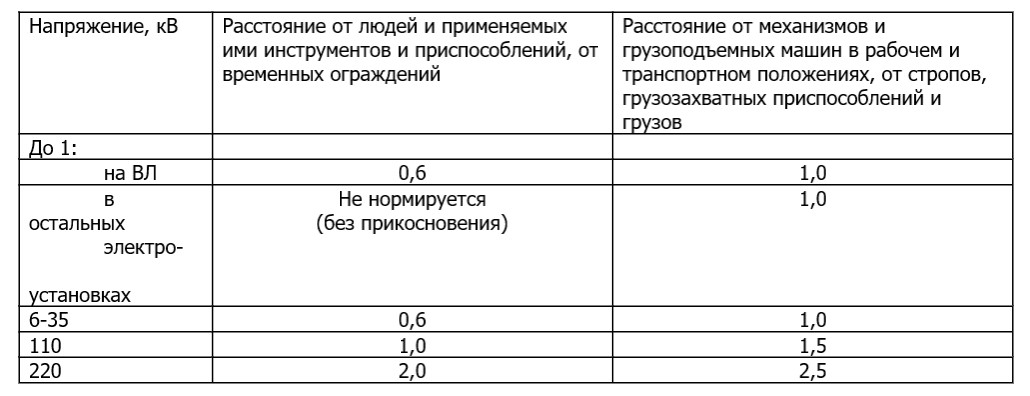 Напряжение, кВ
Расстояние от людей и применяемых
ими инструментов и приспособлений, от
временных ограждений
Расстояние от механизмов и
грузоподъемных машин в рабочем и
транспортном положениях, от стропов,
грузозахватных приспособлений и
грузов
До 1:
на ВЛ
0,6
1,0
в
остальных
электро-
установках
Не нормируется
(без прикосновения)
1,0
6-35
0,6
1,0
110
1,0
1,5
220
2,0
2,5